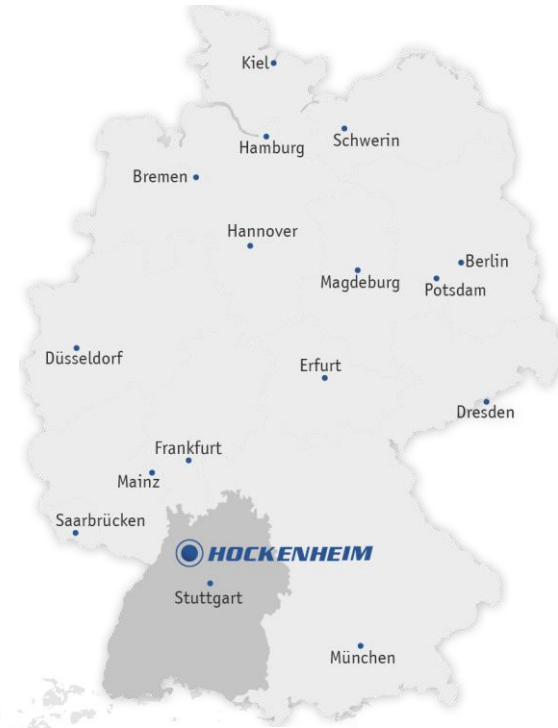 Kiel
Schwerin
Hamburg
Bremen
Hannover
Berlin
Magdeburg
Potsdam
Düsseldorf
Erfurt
Dresden
Frankfurt
Mainz
Saarbrücken
HOCKENHEIM
Stuttgart
München